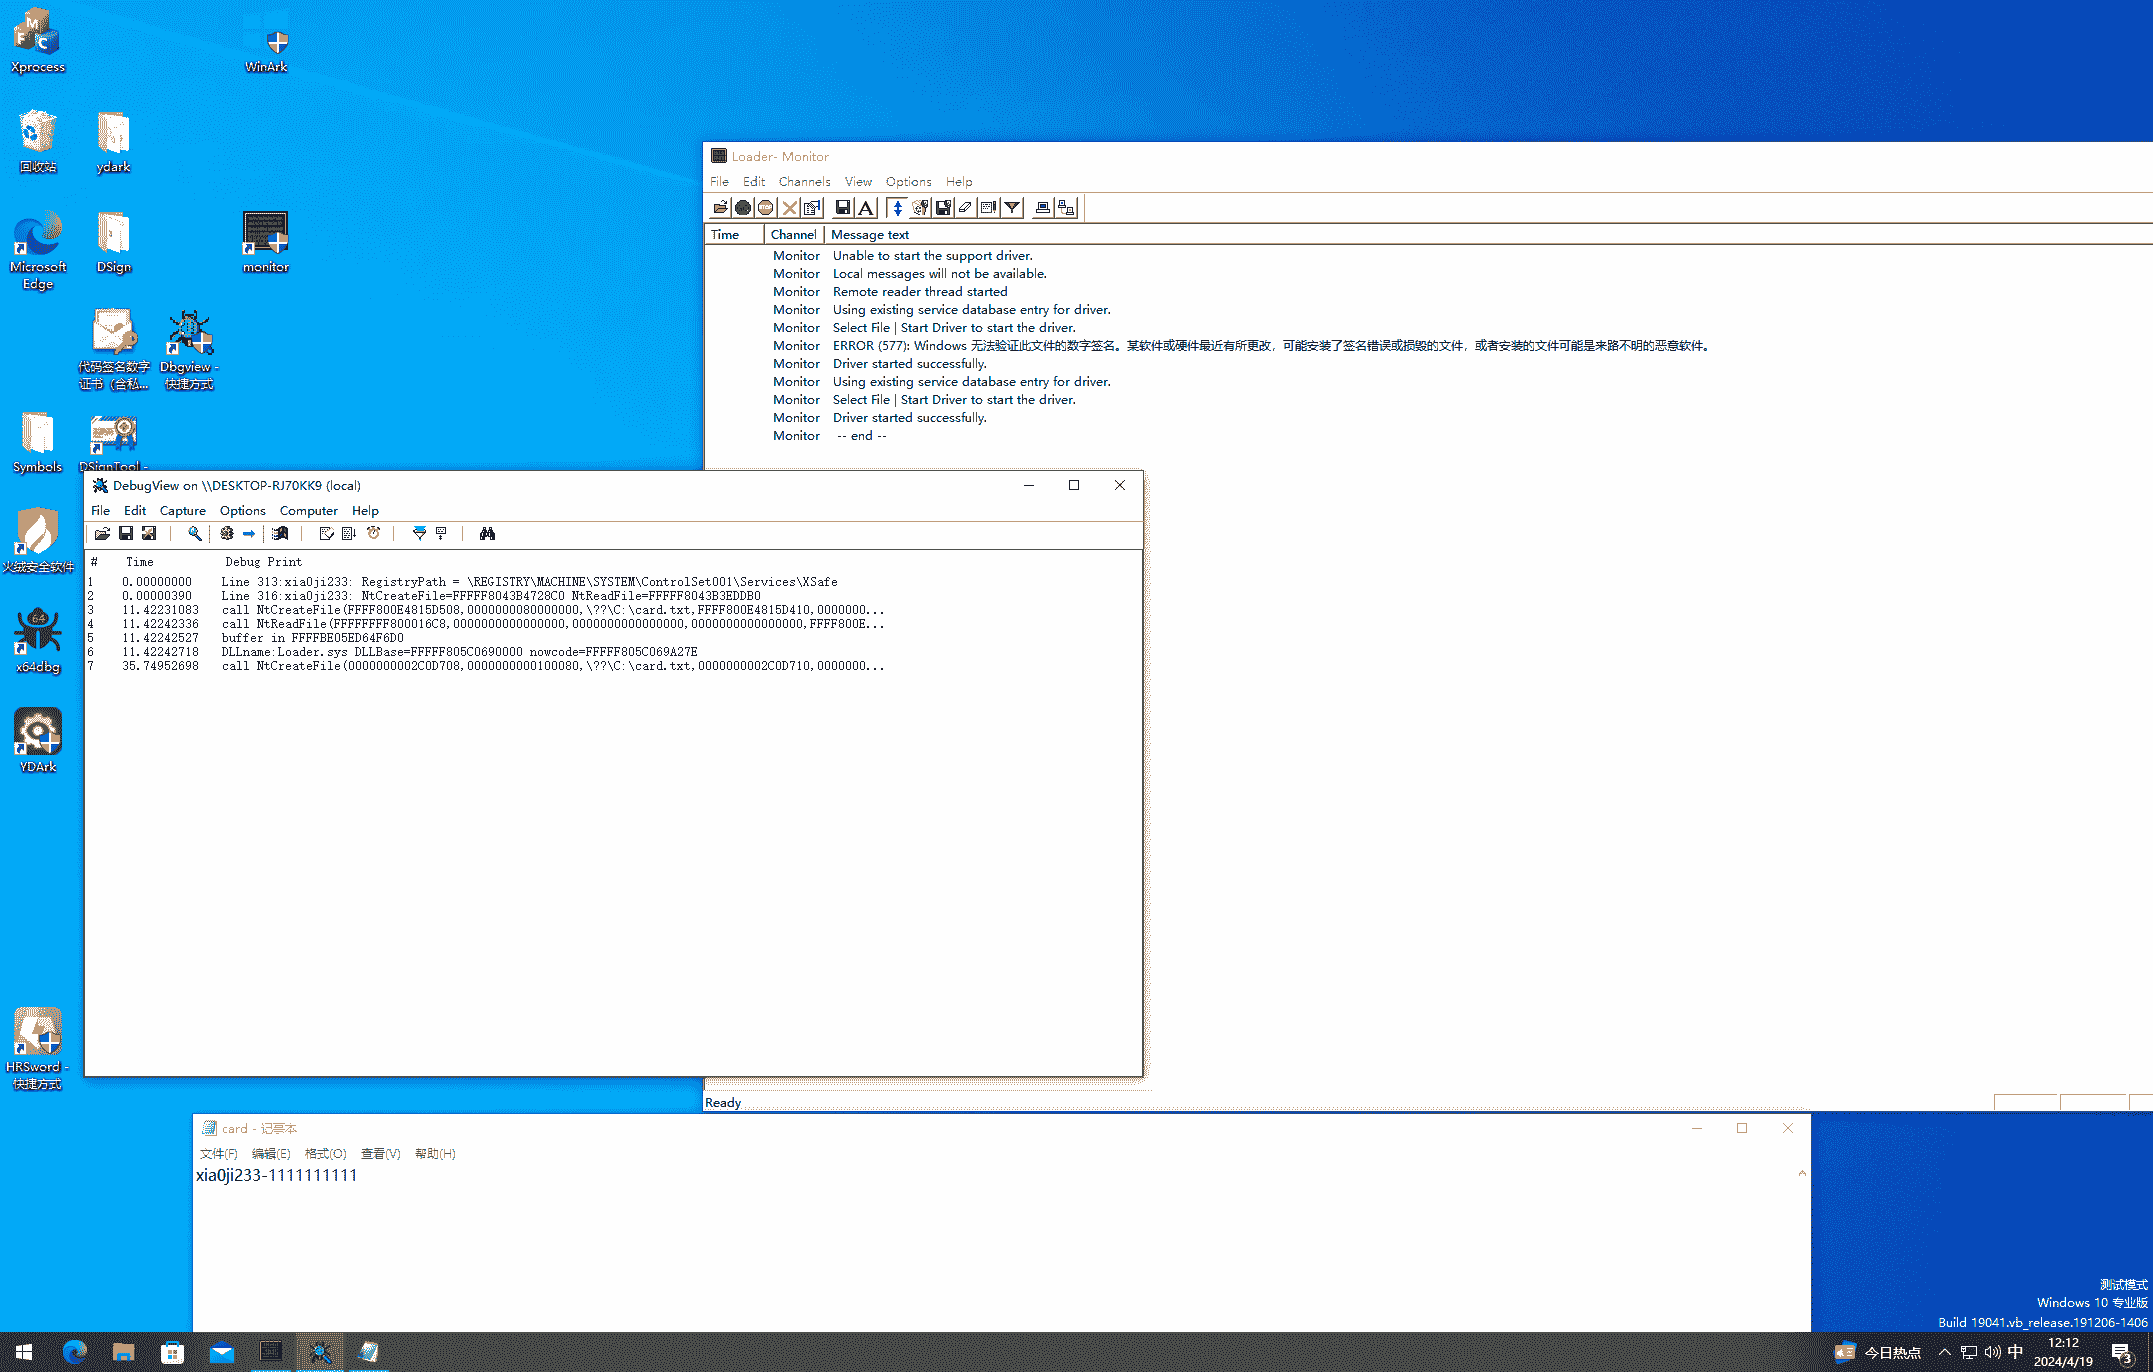 Xprocess
WinArk
回收站
ydark
Microsoft
Edge
DSign
monitor
代码签名数字
证书（含私...
Dbgview -
快捷方式
Symbols
DSignTool -
火绒安全软件
x64dbg
YDArk
HRSword -
快捷方式
Loader- Monitor
File Edit Channels View Options Help
Time Channel Message text
Monitor Unable to start the support driver.
Monitor Local messages will not be available.
Monitor Remote reader thread started
Monitor Using existing service database entry for driver.
Monitor Select File | Start Driver to start the driver.
Monitor ERROR (577): Windows 无法验证此文件的数字签名。某软件或硬件最近有所更改，可能安装了签名错误或损毁的文件，或者安装的文件可能是来路不明的恶意软件。
Monitor Driver started successfully.
Monitor Using existing service database entry for driver.
Monitor Select File | Start Driver to start the driver.
Monitor Driver started successfully.
Monitor -- end --
Ready
DebugView on \\DESKTOP-RJ70KK9 (local)
File Edit Capture Options Computer Help
# Time Debug Print
1 0.00000000 Line 313:xia0ji233: RegistryPath = \REGISTRY\MACHINE\SYSTEM\ControlSet001\Services\XSafe
2 0.00000390 Line 316:xia0ji233: NtCreateFile=FFFFF8043B4728C0 NtReadFile=FFFFF8043B3EDDB0
3 11.42231083 call NtCreateFile(FFFF800E4815D508,0000000080000000,\??\C:\card.txt,FFFF800E4815D410,0000000...
4 11.42242336 call NtReadFile(FFFFFFFF800016C8,0000000000000000,0000000000000000,0000000000000000,FFFF800E...
5 11.42242527 buffer in FFFFBE05ED64F6D0
6 11.42242718 DLLname:Loader.sys DLLBase=FFFFF805C0690000 nowcode=FFFFF805C069A27E
7 35.74952698 call NtCreateFile(0000000002C0D708,0000000000100080,\??\C:\card.txt,0000000002C0D710,0000000...
card - 记事本
文件(F) 编辑(E) 格式(O) 查看(V) 帮助(H)
xia0ji233-1111111111
测试模式
Windows 10 专业版
Build 19041.vb_release.191206-1406
今日热点
中
12:12
2024/4/19
3